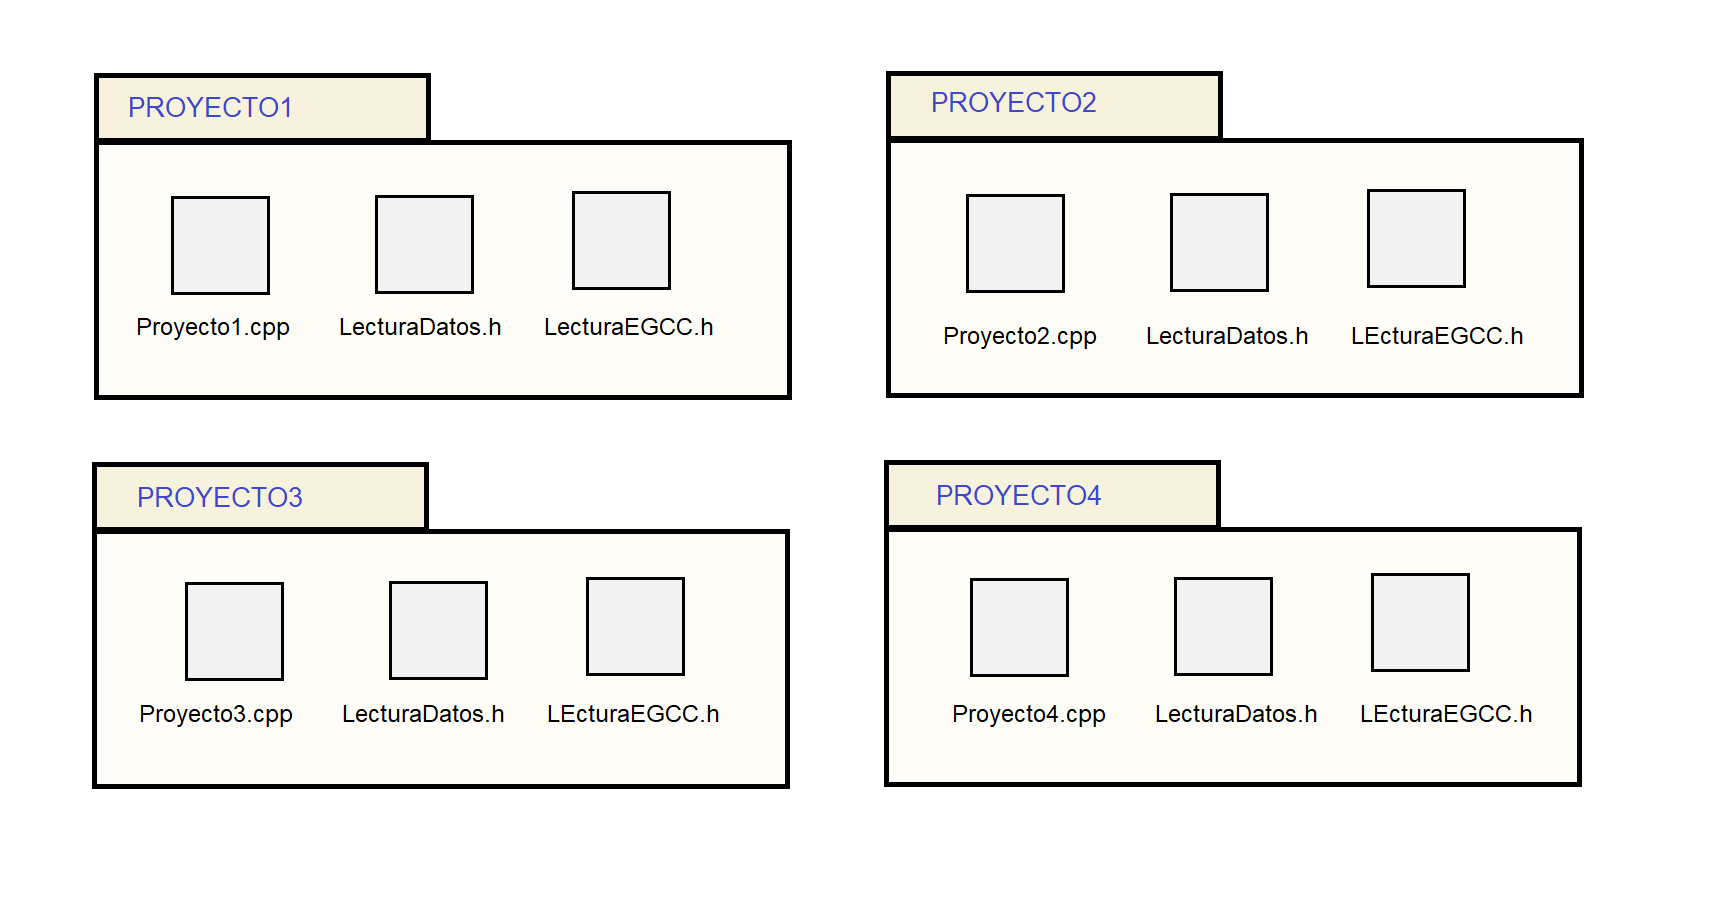 PROYECTO1
Proyecto1.cpp LecturaDatos.h LecturaEGCC.h
PROYECTO2
Proyecto2.cpp LecturaDatos.h LEcturaEGCC.h
PROYECTO3
Proyecto3.cpp LecturaDatos.h LEcturaEGCC.h
PROYECTO4
Proyecto4.cpp LecturaDatos.h LEcturaEGCC.h